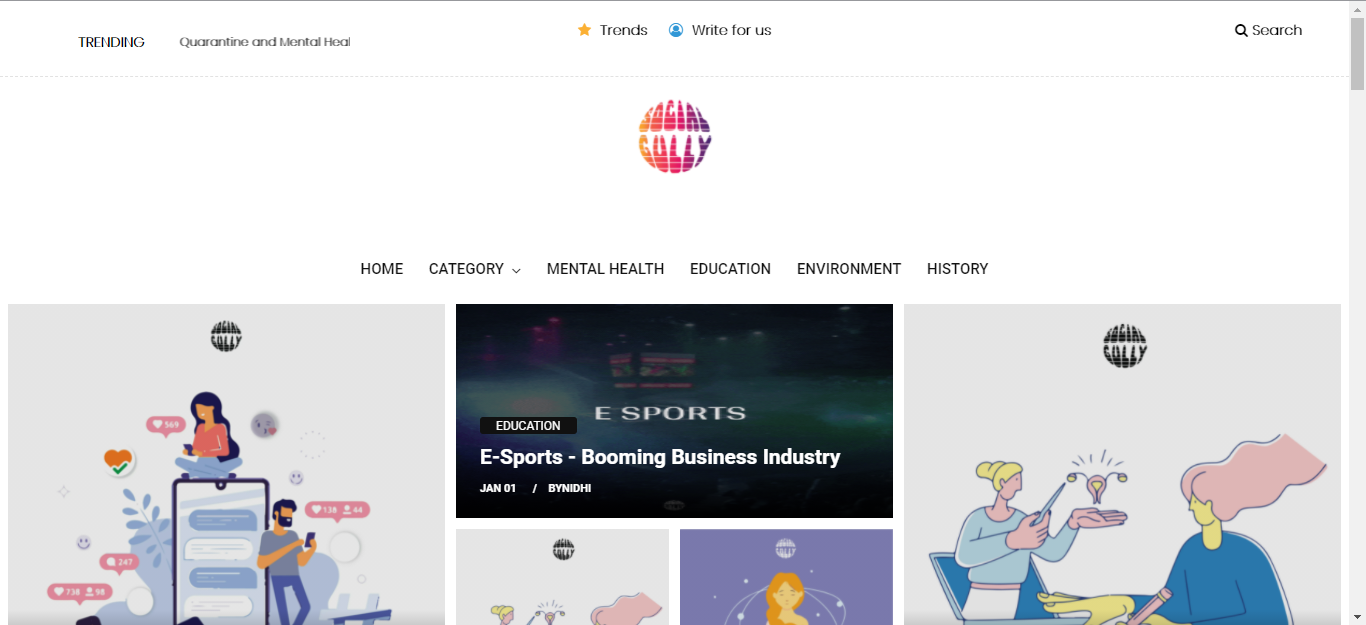 TRENDING
Quarantine and Mental Heal
Trends
Write for us
Search
SOCIAL
GULLY
HOME
CATEGORY
MENTAL HEALTH
EDUCATION
ENVIRONMENT
HISTORY
SOCIAL
GULLY
569
138 44
247
738 98
E SPORTS
EDUCATION
E-Sports - Booming Business Industry
JAN 01 / BYNIDHI
SOCIAL
GULLY
SOCIAL
GULLY
SOCIAL
GULLY